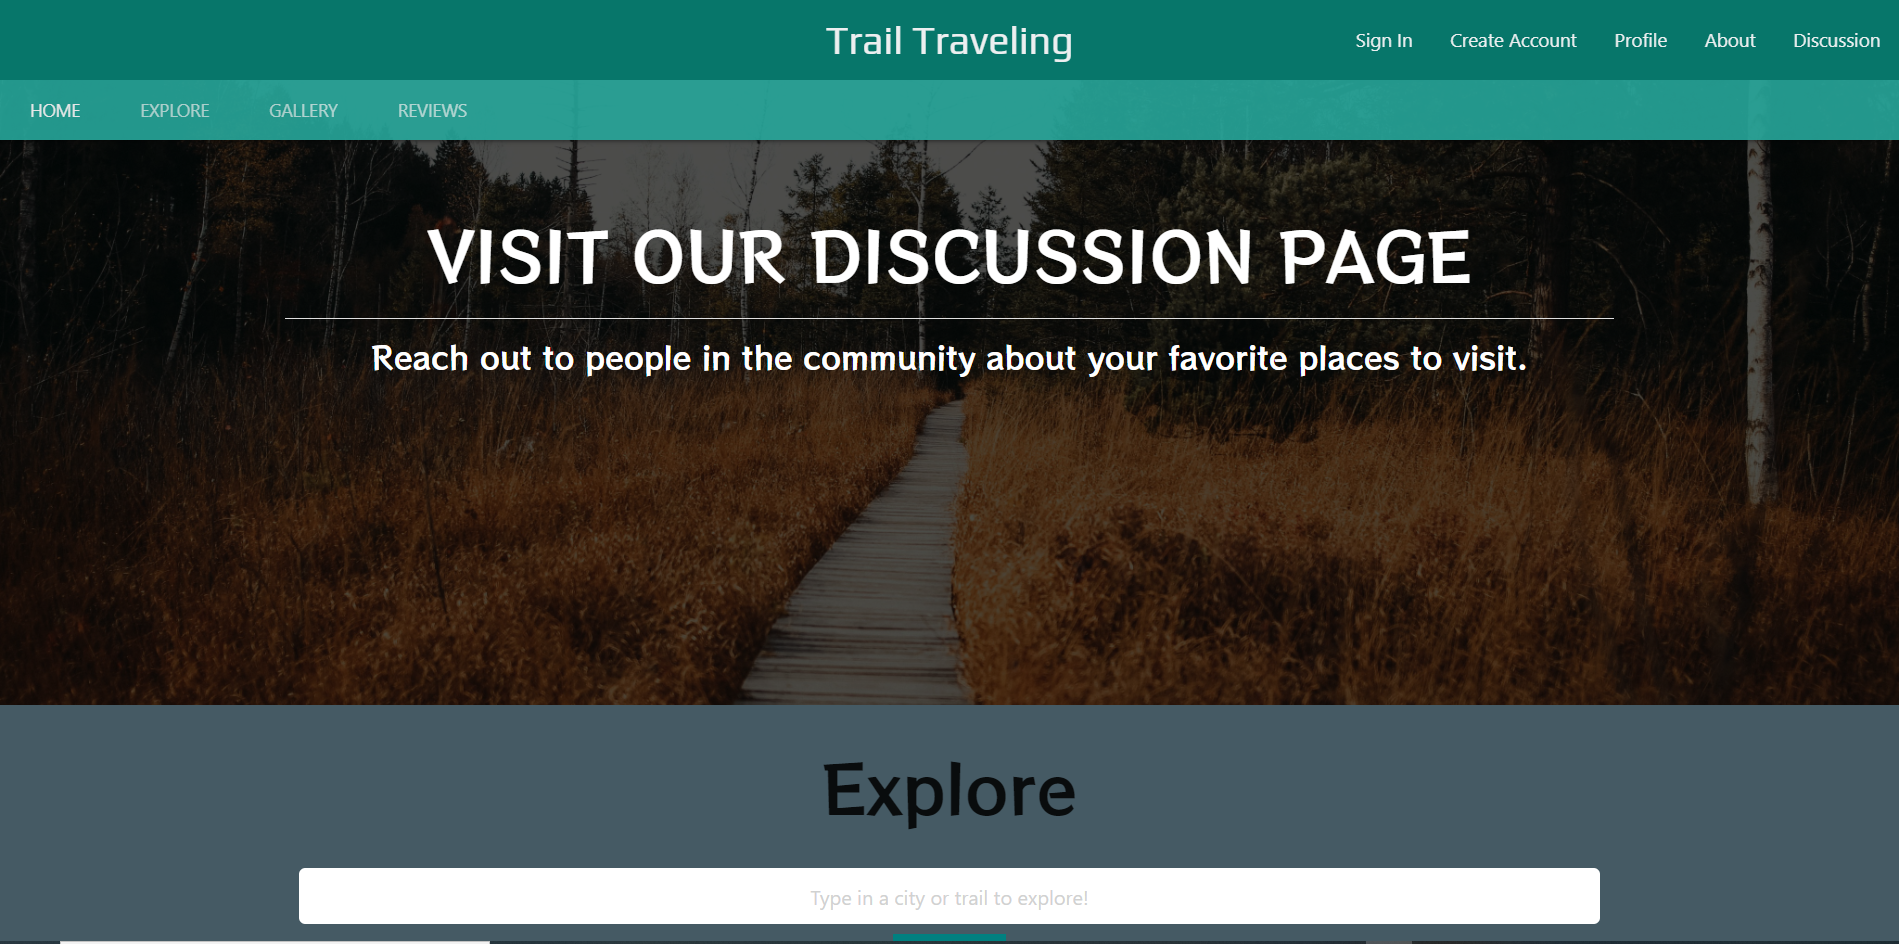 Trail Traveling
Sign In Create Account Profile About Discussion
HOME EXPLORE GALLERY REVIEWS
VISIT OUR DISCUSSION PAGE
Reach out to people in the community about your favorite places to visit.
Explore
Type in a city or trail to explore!